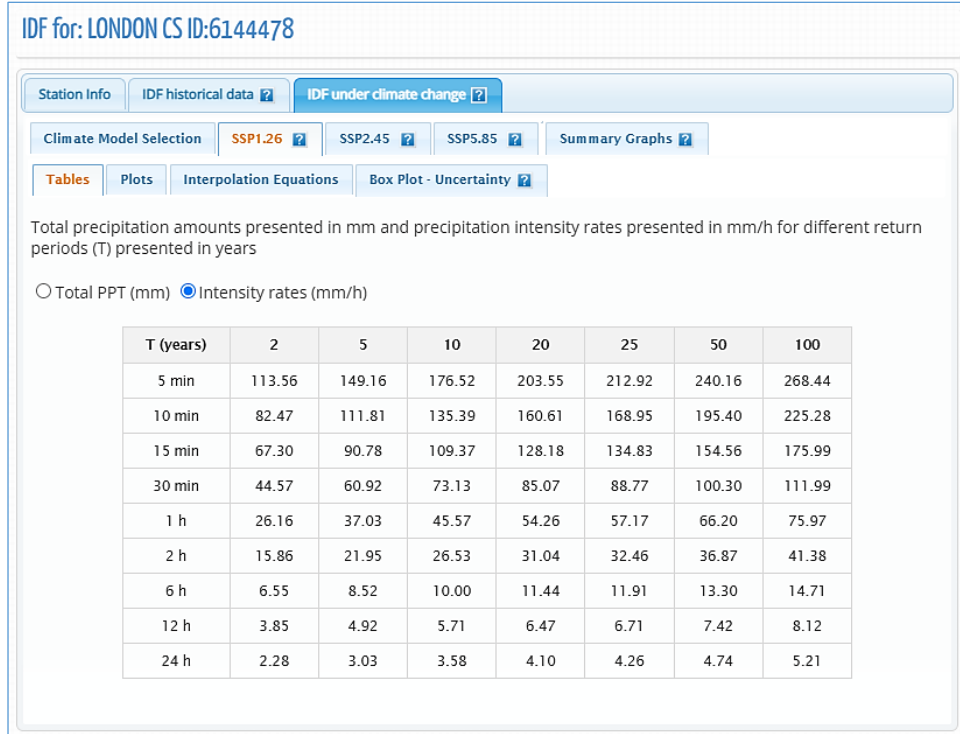 IDF for: LONDON CS ID:6144478
Station Info IDF historical data ? IDF under climate change ?
Climate Model Selection SSP1.26 ? SSP2.45 ? SSP5.85 ? Summary Graphs ?
Tables Plots Interpolation Equations Box Plot - Uncertainty ?
Total precipitation amounts presented in mm and precipitation intensity rates presented in mm/h for different return
periods (T) presented in years
Total PPT (mm) Intensity rates (mm/h)
T (years) 2 5 10 20 25 50 100
5 min 113.56 149.16 176.52 203.55 212.92 240.16 268.44
10 min 82.47 111.81 135.39 160.61 168.95 195.40 225.28
15 min 67.30 90.78 109.37 128.18 134.83 154.56 175.99
30 min 44.57 60.92 73.13 85.07 88.77 100.30 111.99
1 h 26.16 37.03 45.57 54.26 57.17 66.20 75.97
2 h 15.86 21.95 26.53 31.04 32.46 36.87 41.38
6 h 6.55 8.52 10.00 11.44 11.91 13.30 14.71
12 h 3.85 4.92 5.71 6.47 6.71 7.42 8.12
24 h 2.28 3.03 3.58 4.10 4.26 4.74 5.21